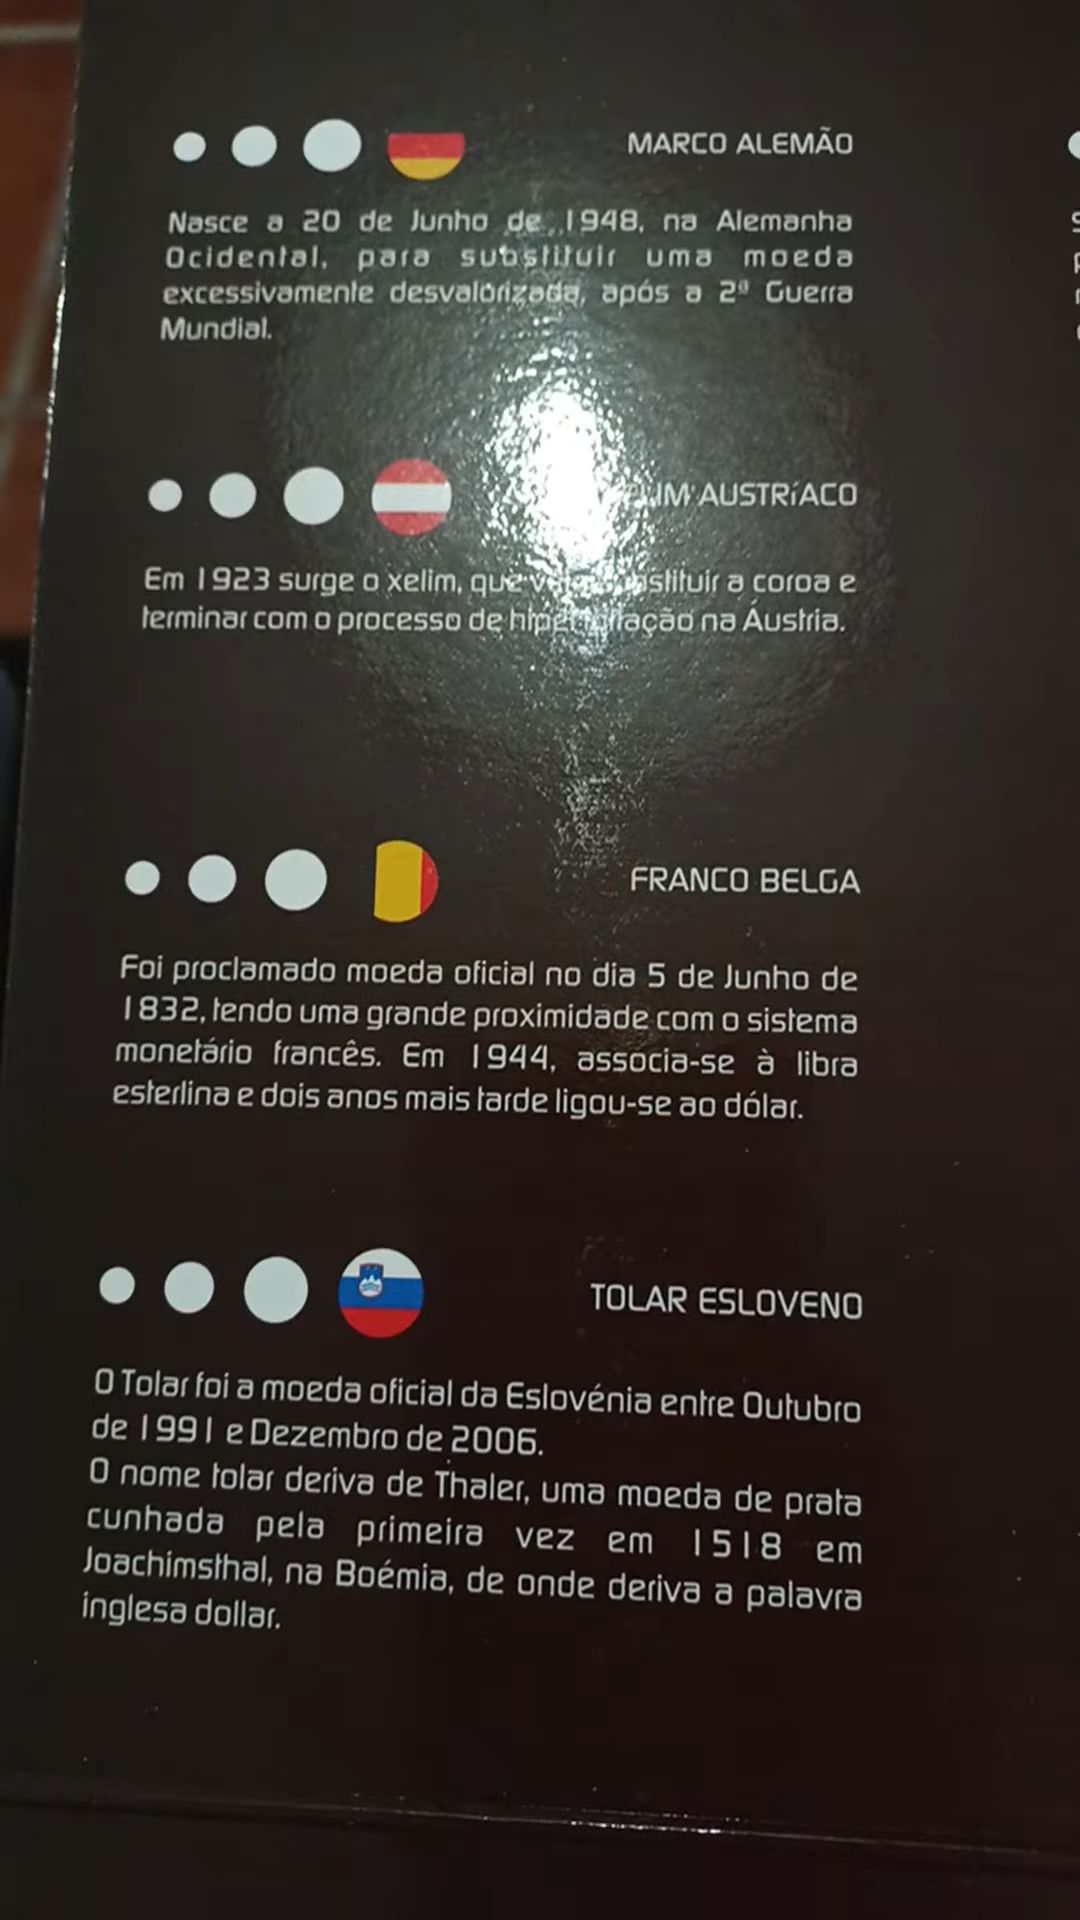 MARCO ALEMÃO
Nasce a 20 de Junho de 1948, na Alemanha
Ocidental, para substituir uma moeda
excessivamente desvalorizada, após a 2ª Guerra
Mundial.
AUSTRíACO
Em 1923 surge o xelim, que substituir a coroa e
terminar com o processo de na Áustria.
FRANCO BELGA
Foi proclamado moeda oficial no dia 5 de Junho de
1832, tendo uma grande proximidade com o sistema
monetário francês. Em 1944, associa-se à libra
esterlina e dois anos mais tarde ligou-se ao dólar.
TOLAR ESLOVENO
O Tolar foi a moeda oficial da Eslovénia entre Outubro
de 1991 e Dezembro de 2006.
O nome tolar deriva de Thaler, uma moeda de prata
cunhada pela primeira vez em 1518 em
Joachimsthal, na Boémia, de onde deriva a palavra
inglesa dollar.